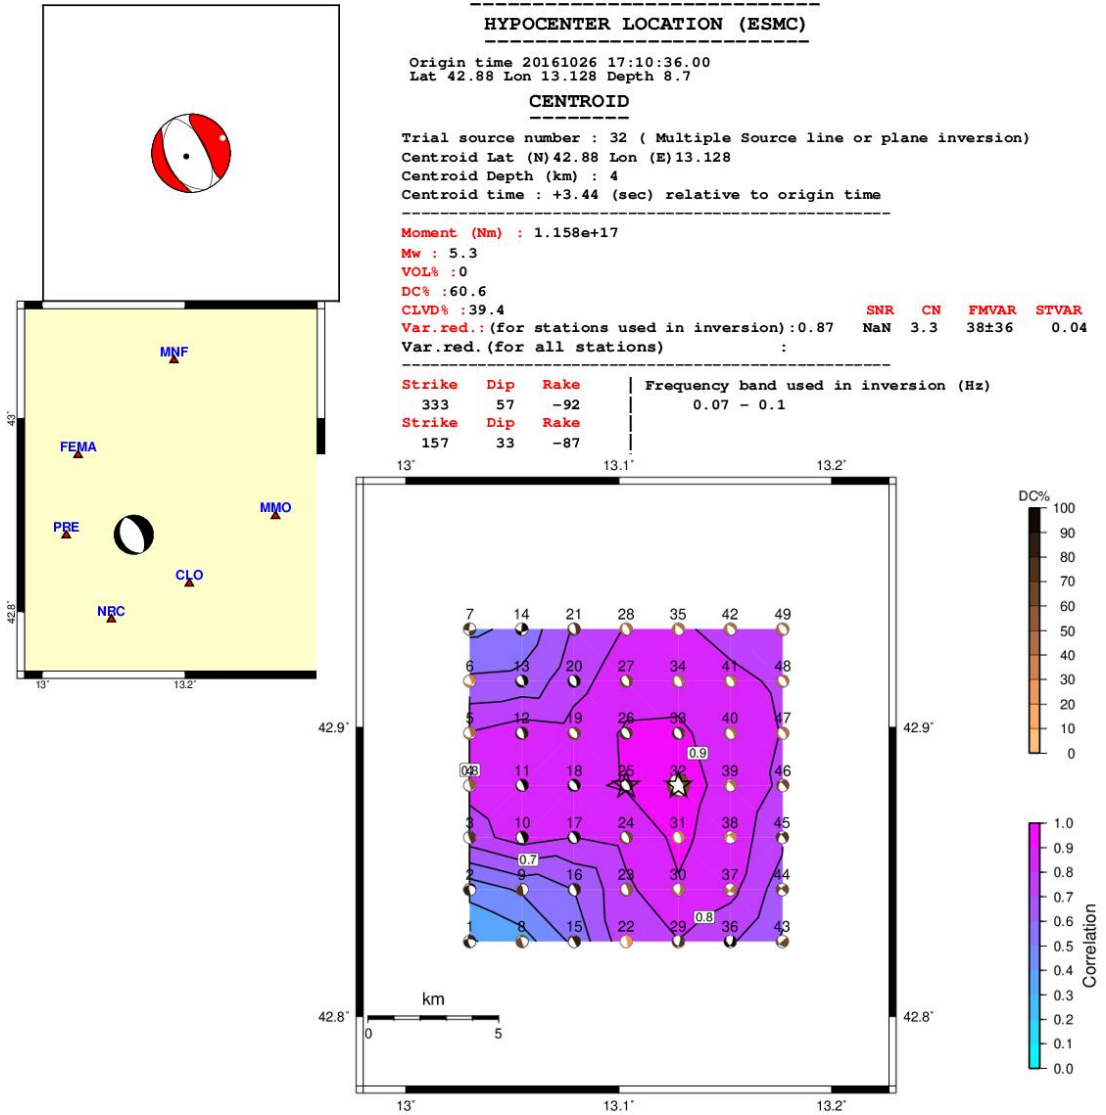 HYPOCENTER LOCATION (ESMC)
Origin time 20161026 17:10:36.00
Lat 42.88 Lon 13.128 Depth 8.7
CENTROID
Trial source number : 32 ( Multiple Source line or plane inversion)
Centroid Lat (N)42.88 Lon (E)13.128
Centroid Depth (km) : 4
Centroid time : +3.44 (sec) relative to origin time
Moment (Nm) : 1.158e+17
Mw : 5.3
VOL% :0
DC% :60.6
CLVD% :39.4
SNR CN FMVAR STVAR
Var.red.:(for stations used in inversion):0.87 NaN 3.3 38±36 0.04
Var.red.(for all stations) :
Strike Dip Rake | Frequency band used in inversion (Hz)
333 57 −92 | 0.07 − 0.1
Strike Dip Rake
157 33 −87
MNF
43˚
FEMA
MMO
PRE
CLO
NRC
42.8˚
13˚ 13.2˚
13˚ 13.1˚ 13.2˚
7 14 21 28 35 42 49
6 13 20 27 34 41 48
5 12 19 26 33 40 47
42.9˚ 42.9˚
0.9
4 11 18 25 32 39 46
0.8
3 10 17 24 31 38 45
0.7
2 9 16 23 30 37 44
0.8
1 8 15 22 29 36 43
km
0 5
42.8˚ 42.8˚
13˚ 13.1˚ 13.2˚
DC%
100
90
80
70
60
50
40
30
20
10
0
1.0
0.9
0.8
0.7
0.6
0.5
0.4
0.3
0.2
0.1
0.0
Correlation